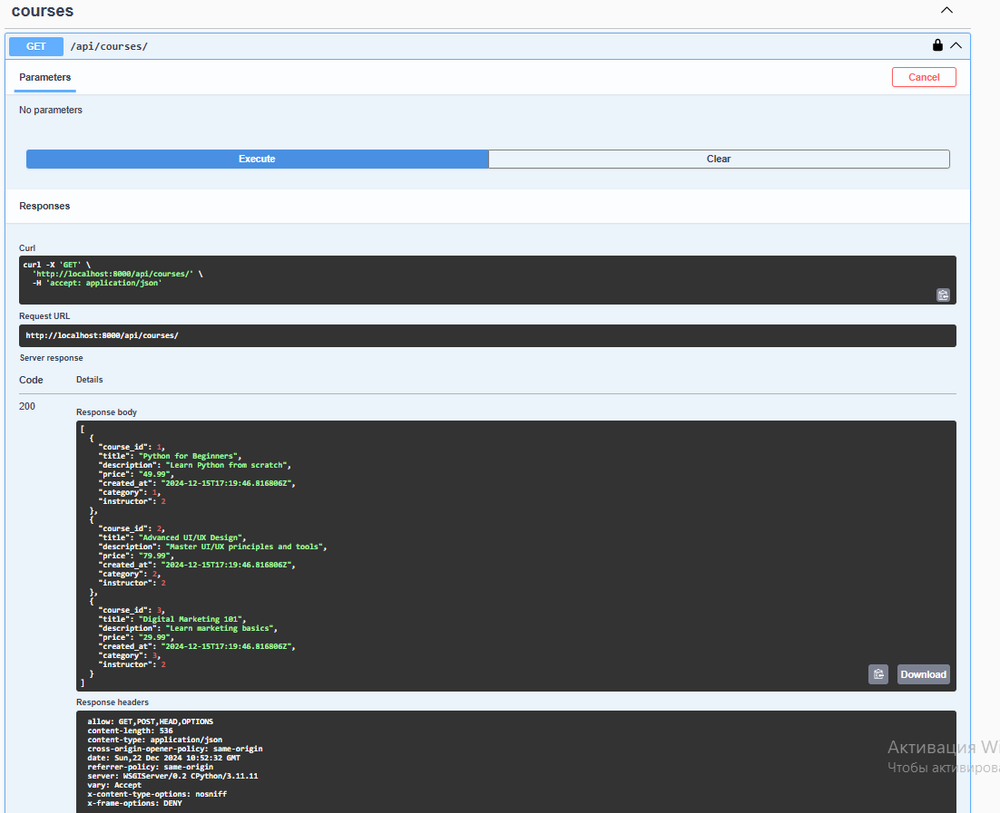 courses
GET /api/courses/
Parameters
Cancel
No parameters
Execute
Clear
Responses
Curl
curl -X 'GET' \
  'http://localhost:8000/api/courses/' \
  -H 'accept: application/json'
Request URL
http://localhost:8000/api/courses/
Server response
Code Details
200
Response body
[
  {
    "course_id": 1,
    "title": "Python for Beginners",
    "description": "Learn Python from scratch",
    "price": "49.99",
    "created_at": "2024-12-15T17:19:46.816806Z",
    "category": 1,
    "instructor": 2
  },
  {
    "course_id": 2,
    "title": "Advanced UI/UX Design",
    "description": "Master UI/UX principles and tools",
    "price": "79.99",
    "created_at": "2024-12-15T17:19:46.816806Z",
    "category": 2,
    "instructor": 2
  },
  {
    "course_id": 3,
    "title": "Digital Marketing 101",
    "description": "Learn marketing basics",
    "price": "29.99",
    "created_at": "2024-12-15T17:19:46.816806Z",
    "category": 3,
    "instructor": 2
  }
]
Download
Response headers
allow: GET,POST,HEAD,OPTIONS
content-length: 536
content-type: application/json
cross-origin-opener-policy: same-origin
date: Sun,22 Dec 2024 10:52:32 GMT
referrer-policy: same-origin
server: WSGIServer/0.2 CPython/3.11.11
vary: Accept
x-content-type-options: nosniff
x-frame-options: DENY
Активация Wi
Чтобы активирова